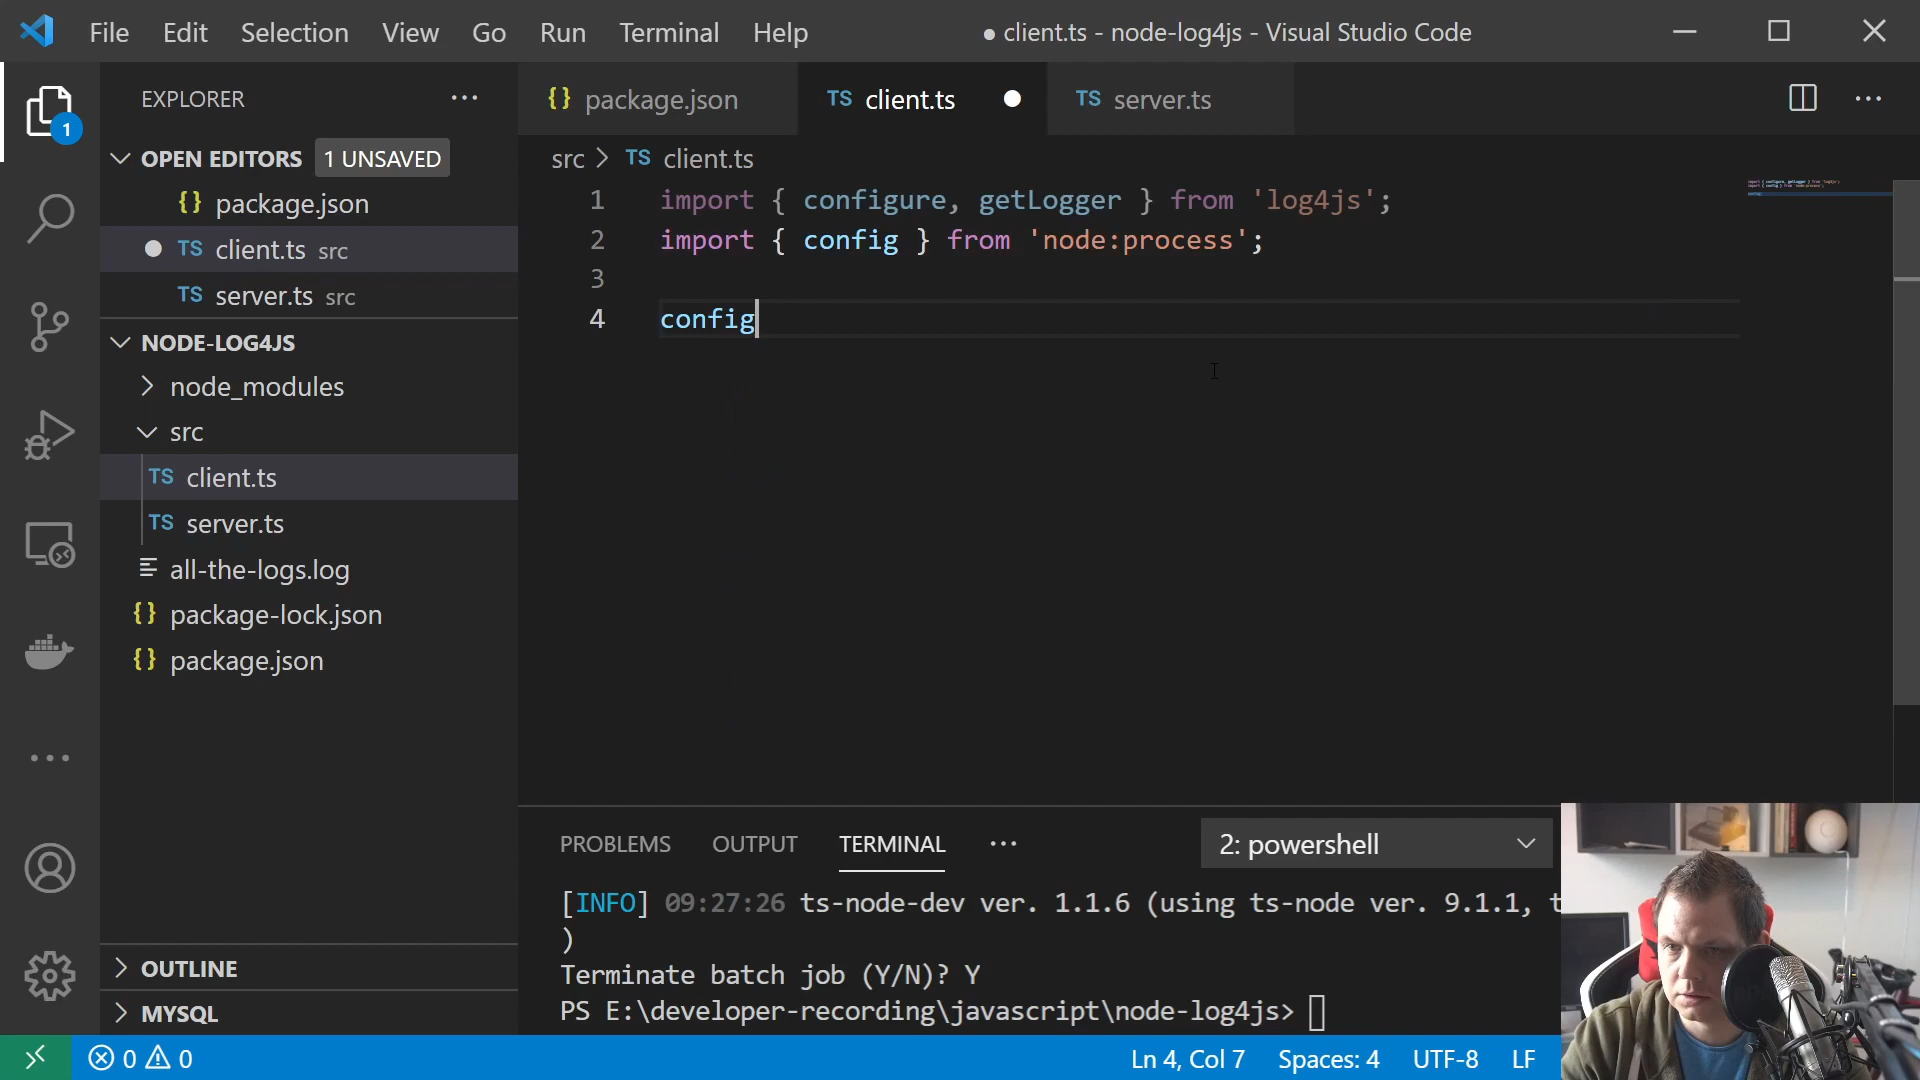 File Edit Selection View Go Run Terminal Help
● client.ts - node-log4js - Visual Studio Code
EXPLORER
1
OPEN EDITORS 1 UNSAVED
{} package.json
● TS client.ts src
TS server.ts src
NODE-LOG4JS
node_modules
src
TS client.ts
TS server.ts
all-the-logs.log
{} package-lock.json
{} package.json
OUTLINE
MYSQL
{} package.json
TS client.ts ●
TS server.ts
src > TS client.ts
1 import { configure, getLogger } from 'log4js';
2 import { config } from 'node:process';
3
4 config
PROBLEMS OUTPUT TERMINAL ··· 2: powershell
[INFO] 09:27:26 ts-node-dev ver. 1.1.6 (using ts-node ver. 9.1.1, t
)
Terminate batch job (Y/N)? Y
PS E:\developer-recording\javascript\node-log4js>
0 0 Ln 4, Col 7 Spaces: 4 UTF-8 LF